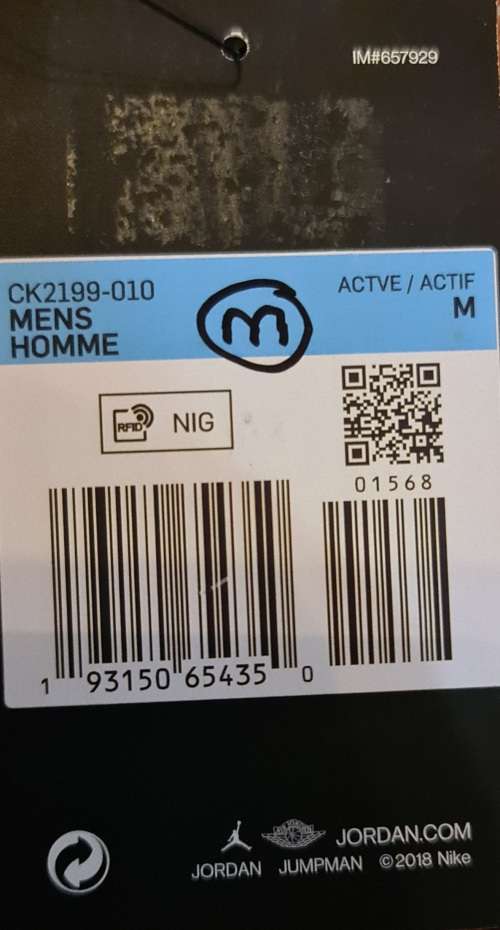 IM#657929
CK2199-010
MENS
HOMME
M
ACTVE / ACTIF
M
RFID NIG
01568
1 93150 65435 0
JORDAN.COM
JORDAN JUMPMAN ©2018 Nike